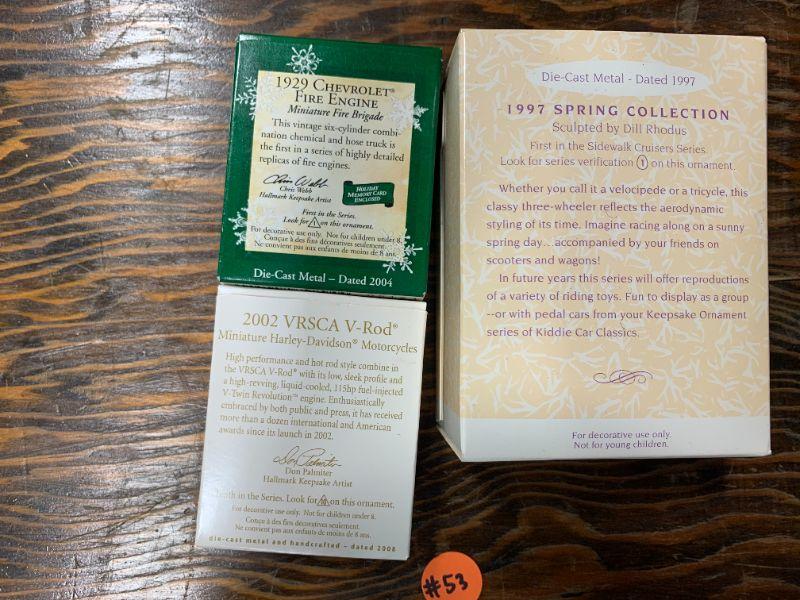 1929 CHEVROLET®
FIRE ENGINE
Miniature Fire Brigade
This vintage six-cylinder combi-
nation chemical and hose truck is
the first in a series of highly detailed
replicas of fire engines.
Chris Webb
Chris Webb
Hallmark Keepsake Artist
HOLIDAY
MEMORY CARD
ENCLOSED
First in the Series.
Look for 1 on this ornament.
For decorative use only. Not for children under 8.
Conçue à des fins décoratives seulement.
Ne convient pas aux enfants de moins de 8 ans.
Die-Cast Metal – Dated 2004
2002 VRSCA V-Rod®
Miniature Harley-Davidson® Motorcycles
High performance and hot rod style combine in
the VRSCA V-Rod® with its low, sleek profile and
a high-revving, liquid-cooled, 115hp fuel-injected
V-Twin Revolution™ engine. Enthusiastically
embraced by both public and press, it has received
more than a dozen international and American
awards since its launch in 2002.
Don Palmiter
Don Palmiter
Hallmark Keepsake Artist
in the Series. Look for on this ornament.
For decorative use only. Not for children under 8.
Conçu à des fins décoratives seulement.
Ne convient pas aux enfants de moins de 8 ans.
die-cast metal and handcrafted – dated 2008
Die-Cast Metal - Dated 1997
1997 SPRING COLLECTION
Sculpted by Dill Rhodus
First in the Sidewalk Cruisers Series.
Look for series verification 1 on this ornament.
Whether you call it a velocipede or a tricycle, this
classy three-wheeler reflects the aerodynamic
styling of its time. Imagine racing along on a sunny
spring day...accompanied by your friends on
scooters and wagons!
In future years this series will offer reproductions
of a variety of riding toys. Fun to display as a group
--or with pedal cars from your Keepsake Ornament
series of Kiddie Car Classics.
For decorative use only.
Not for young children.
#53